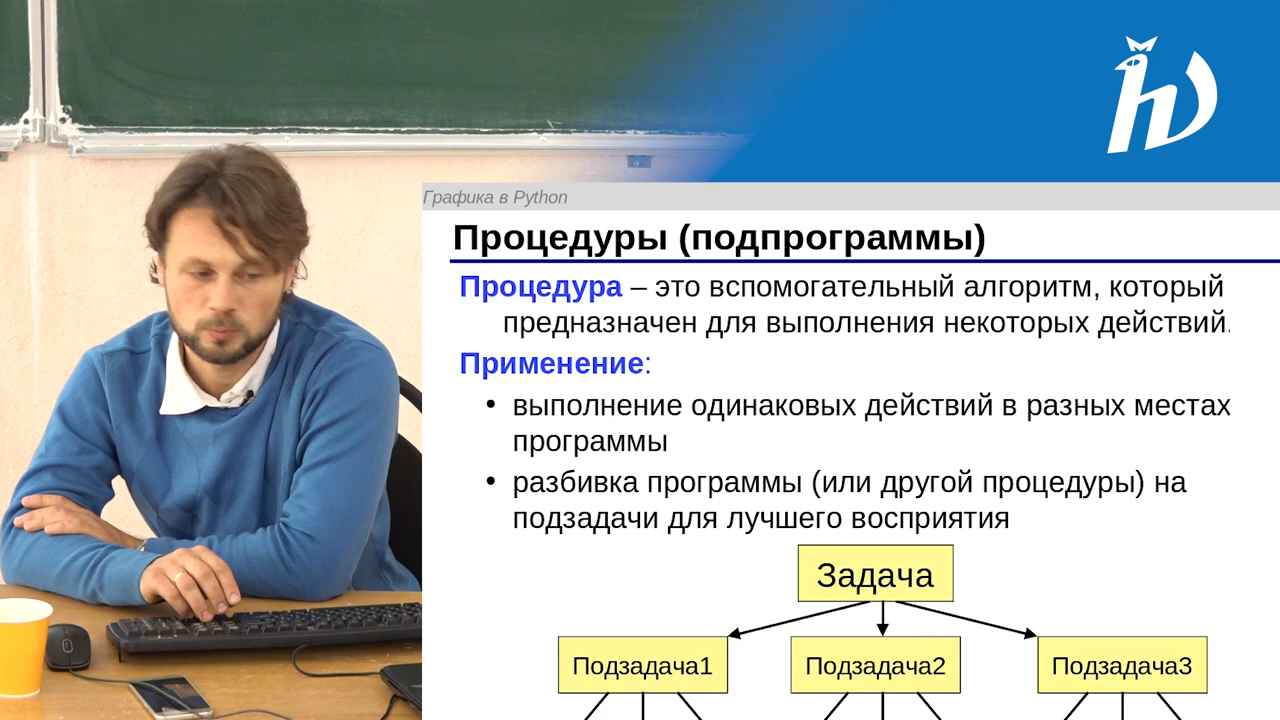 Графика в Python
Процедуры (подпрограммы)
Процедура – это вспомогательный алгоритм, который
предназначен для выполнения некоторых действий.
Применение:
• выполнение одинаковых действий в разных местах
программы
• разбивка программы (или другой процедуры) на
подзадачи для лучшего восприятия
Задача
Подзадача1
Подзадача2
Подзадача3